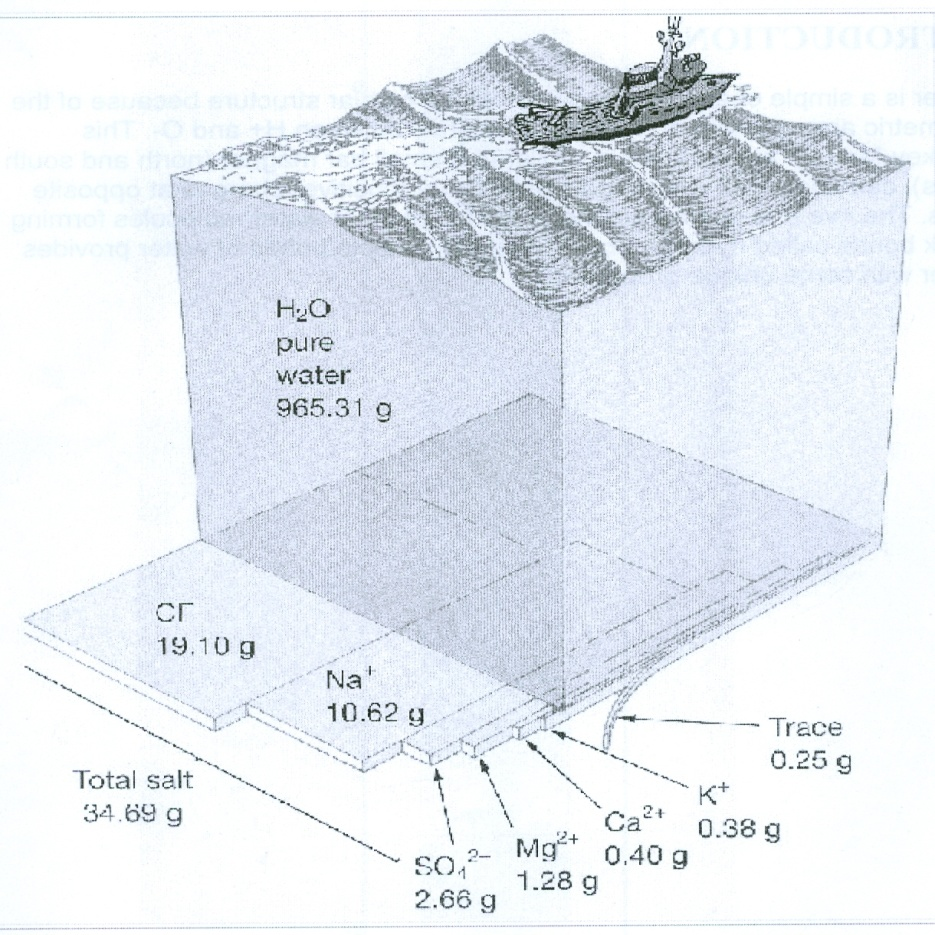 H₂O
pure
water
965.31 g
Cl⁻
19.10 g
Na⁺
10.62 g
Total salt
34.69 g
SO₄²⁻
2.66 g
Mg²⁺
1.28 g
Ca²⁺
0.40 g
K⁺
0.38 g
Trace
0.25 g